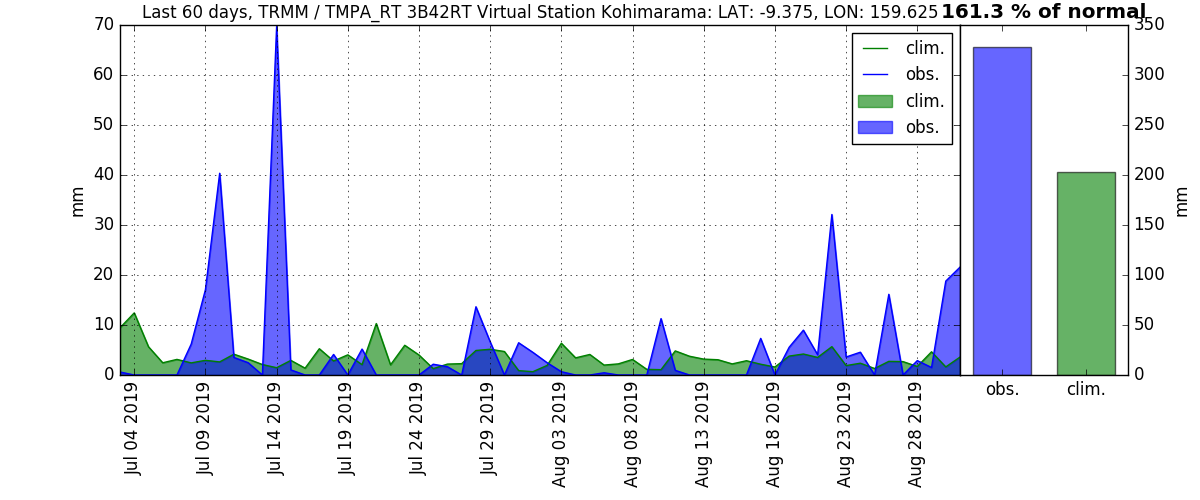 Last 60 days, TRMM / TMPA_RT 3B42RT Virtual Station Kohimarama: LAT: -9.375, LON: 159.625
161.3 % of normal
70
60
50
40
30
20
10
0
mm
clim.
obs.
clim.
obs.
Jul 04 2019
Jul 09 2019
Jul 14 2019
Jul 19 2019
Jul 24 2019
Jul 29 2019
Aug 03 2019
Aug 08 2019
Aug 13 2019
Aug 18 2019
Aug 23 2019
Aug 28 2019
350
300
250
200
150
100
50
0
mm
obs.
clim.